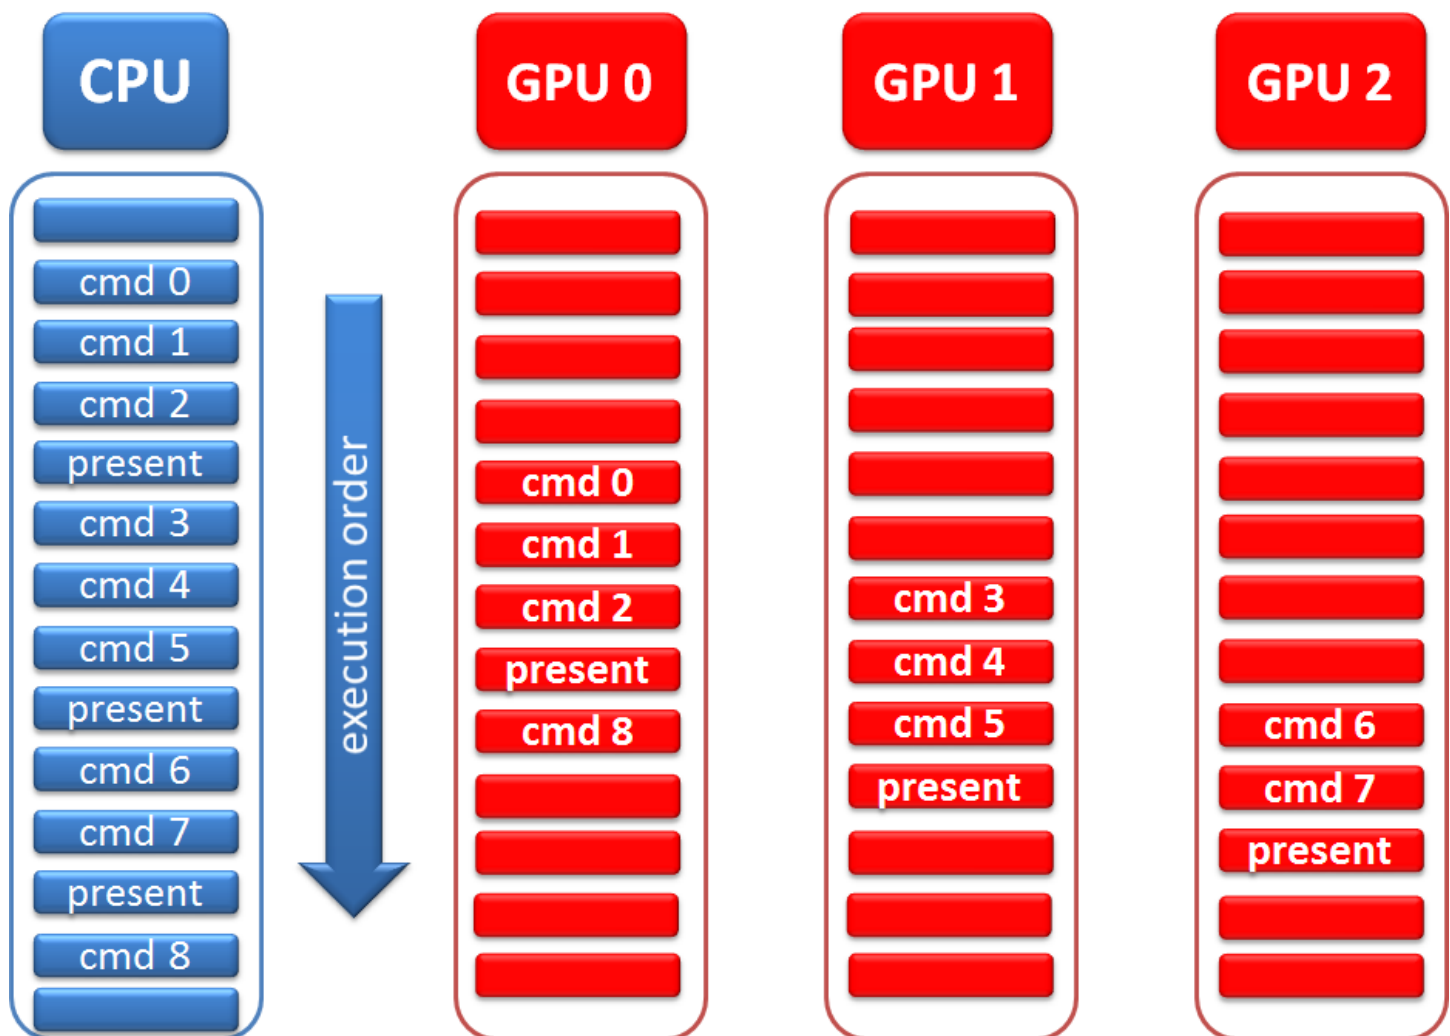 CPU
GPU 0
GPU 1
GPU 2
cmd 0
cmd 1
cmd 2
present
cmd 3
cmd 4
cmd 5
present
cmd 6
cmd 7
present
cmd 8
execution order
cmd 0
cmd 1
cmd 2
present
cmd 8
cmd 3
cmd 4
cmd 5
present
cmd 6
cmd 7
present